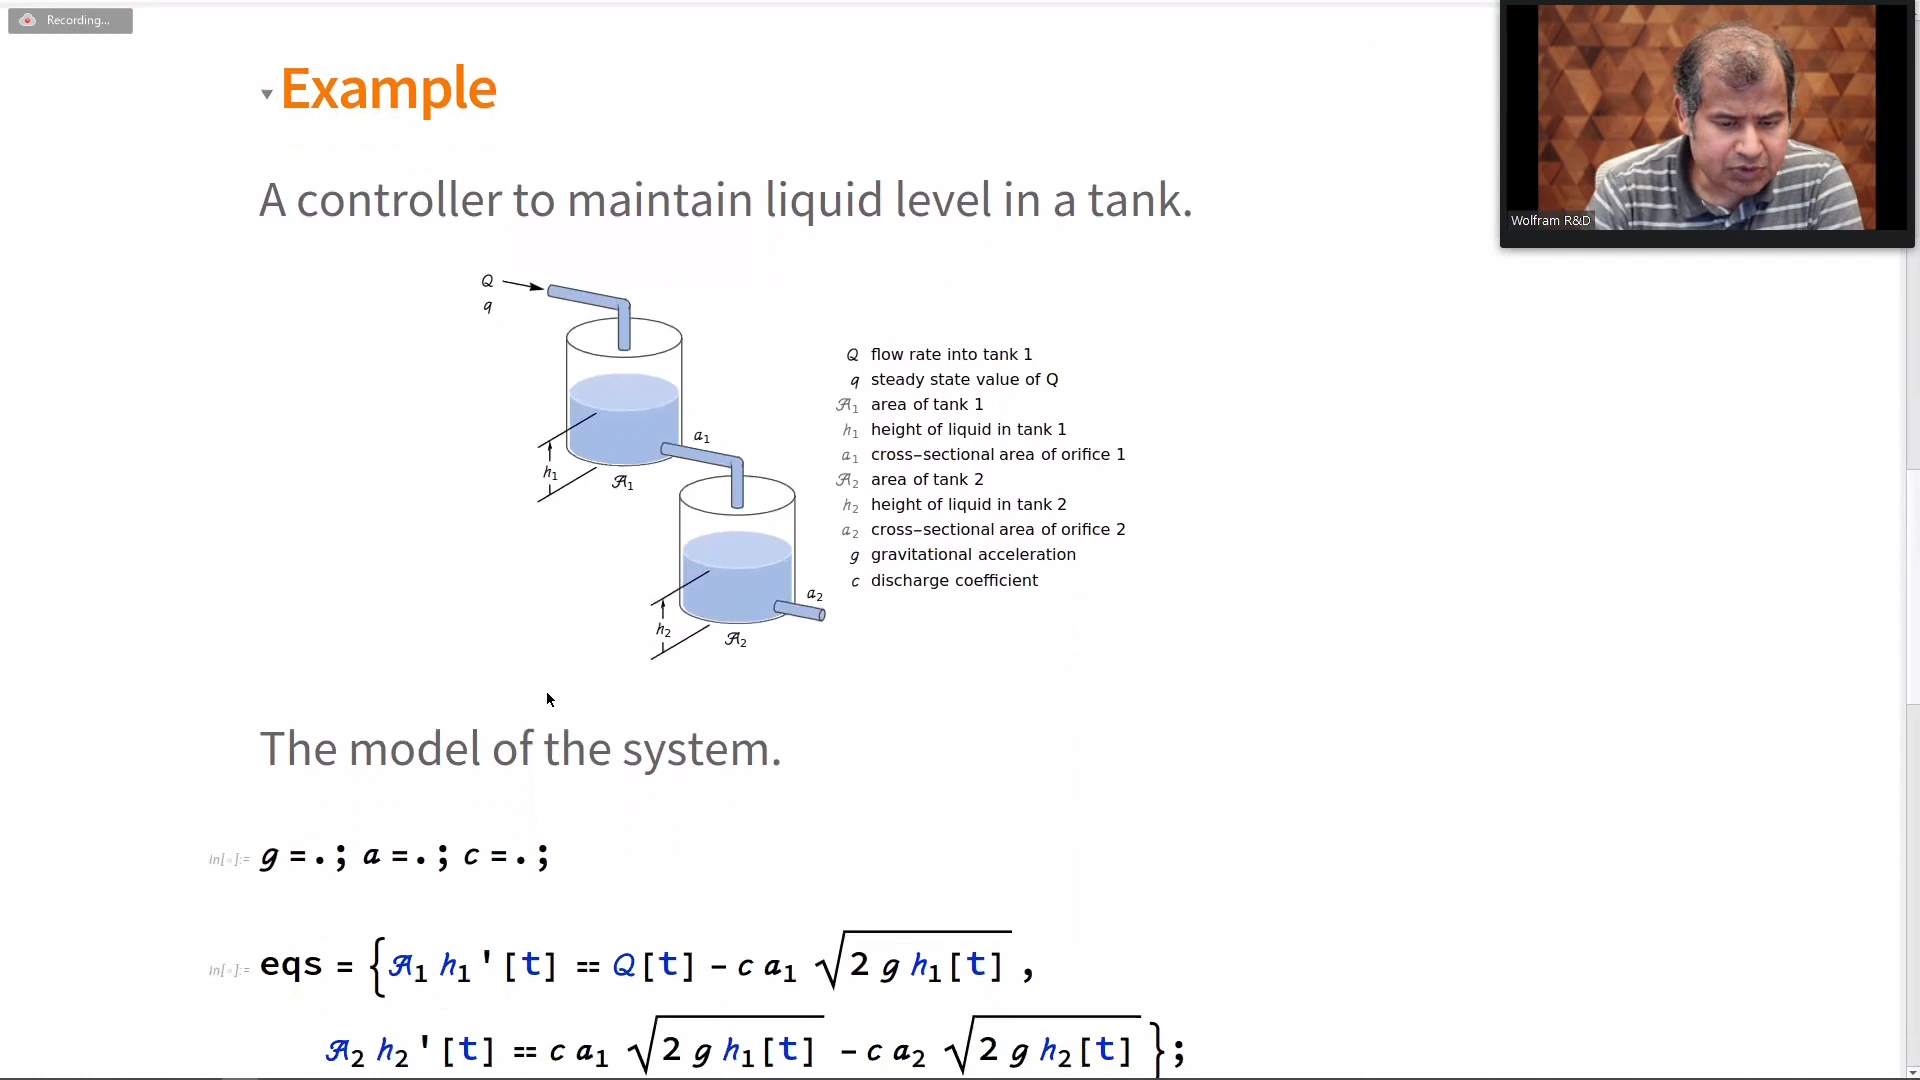 Recording...
Example
A controller to maintain liquid level in a tank.
Wolfram R&D
Q
q
a₁
h₁
𝒜₁
a₂
h₂
𝒜₂
Q flow rate into tank 1
q steady state value of Q
𝒜₁ area of tank 1
h₁ height of liquid in tank 1
a₁ cross–sectional area of orifice 1
𝒜₂ area of tank 2
h₂ height of liquid in tank 2
a₂ cross–sectional area of orifice 2
g gravitational acceleration
c discharge coefficient
The model of the system.
In[∘]:= g =.; a =.; c =.;
In[∘]:= eqs = {𝒜₁ h₁'[t] == Q[t] – c a₁ √(2 g h₁[t]) ,
𝒜₂ h₂'[t] == c a₁ √(2 g h₁[t]) – c a₂ √(2 g h₂[t]) };